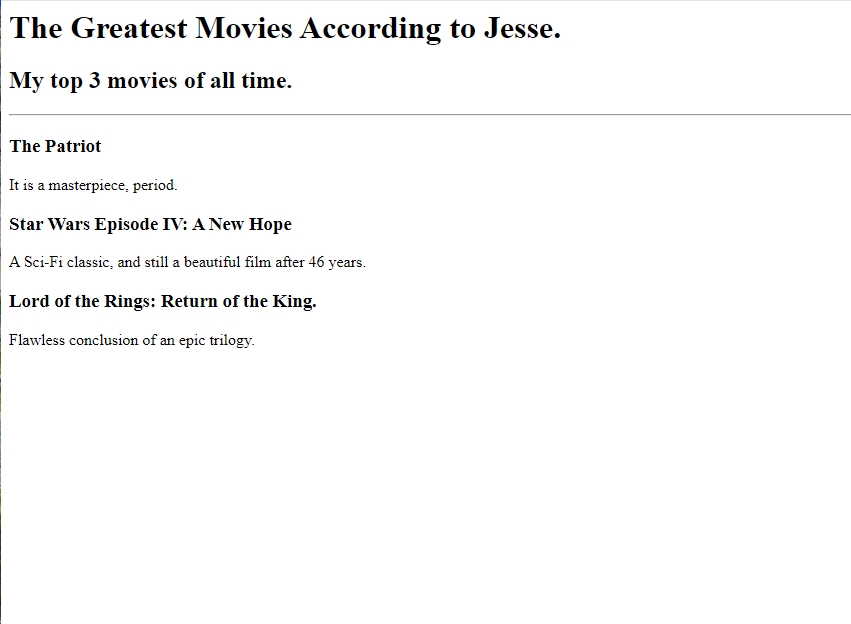 The Greatest Movies According to Jesse.
My top 3 movies of all time.
The Patriot
It is a masterpiece, period.
Star Wars Episode IV: A New Hope
A Sci-Fi classic, and still a beautiful film after 46 years.
Lord of the Rings: Return of the King.
Flawless conclusion of an epic trilogy.